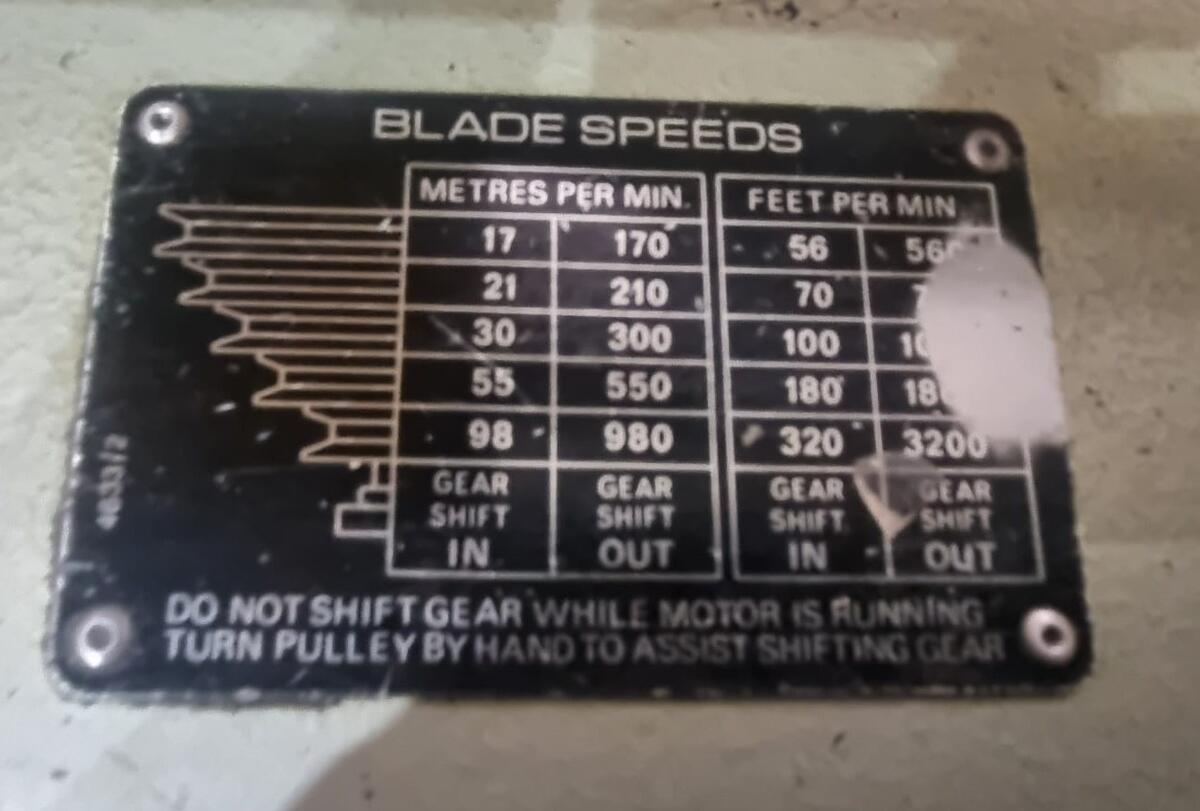 BLADE SPEEDS
METRES PER MIN. FEET PER MIN
17 170 56
21 210 70
30 300 100
55 550 180
98 980 320 3200
GEAR GEAR GEAR GEAR
SHIFT SHIFT SHIFT SHIFT
IN OUT IN OUT
4633/2
DO NOT SHIFT GEAR WHILE MOTOR IS RUNNING
TURN PULLEY BY HAND TO ASSIST SHIFTING GEAR